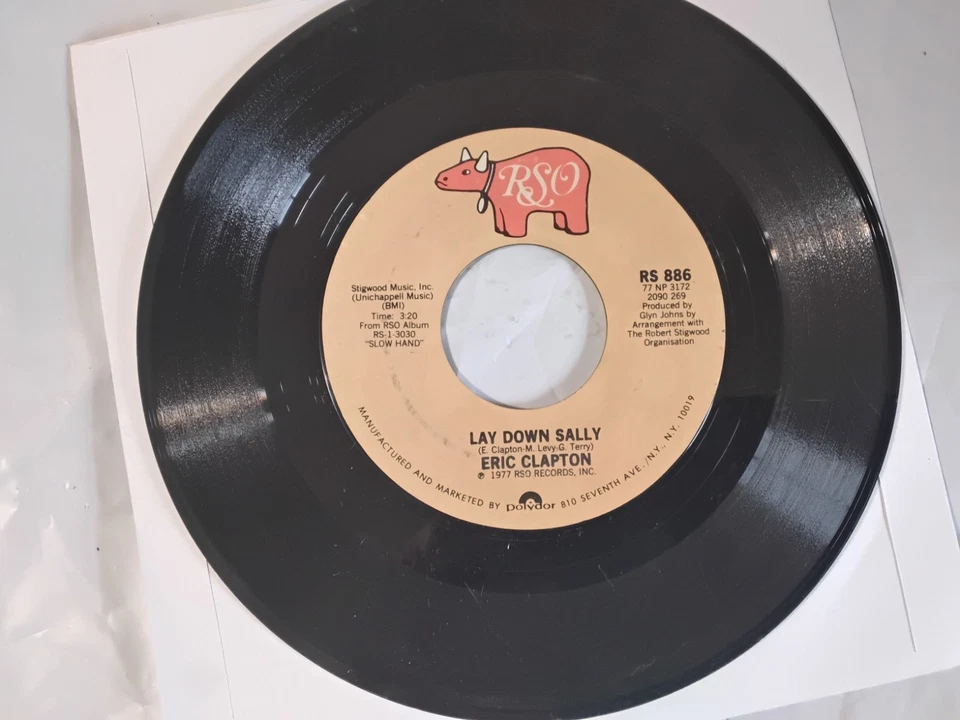 RSO
Stigwood Music, Inc.
(Unichappell Music)
(BMI)
Time: 3:20
From RSO Album
RS-1-3030
"SLOW HAND"
RS 886
77 NP 3172
2090 269
Produced by
Glyn Johns by
Arrangement with
The Robert Stigwood
Organisation
LAY DOWN SALLY
(E. Clapton-M. Levy-G. Terry)
ERIC CLAPTON
℗ 1977 RSO RECORDS, INC.
MANUFACTURED AND MARKETED BY polydor 810 SEVENTH AVE./N.Y., N.Y. 10019